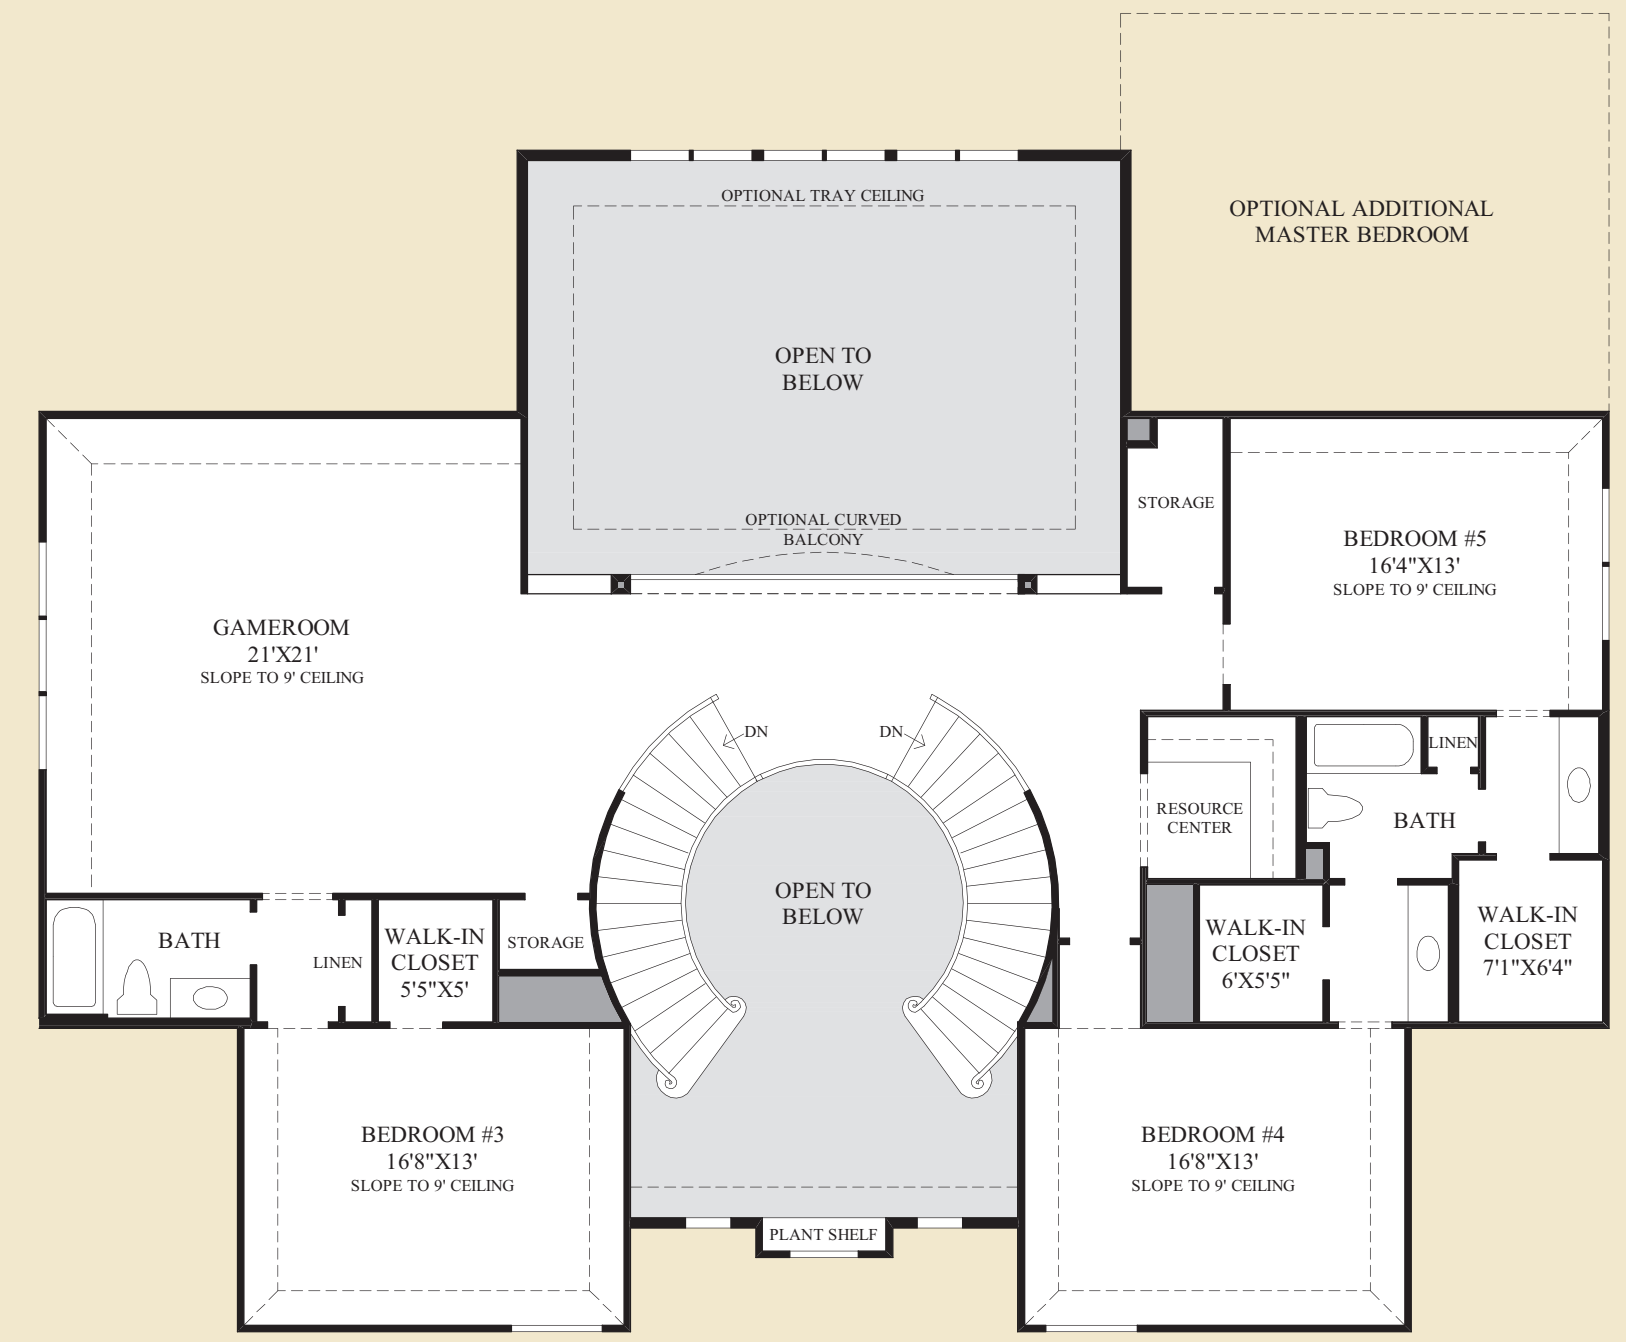 OPTIONAL TRAY CEILING
OPTIONAL ADDITIONAL
MASTER BEDROOM
OPEN TO
BELOW
OPTIONAL CURVED
BALCONY
STORAGE
BEDROOM #5
16'4"X13'
SLOPE TO 9' CEILING
GAMEROOM
21'X21'
SLOPE TO 9' CEILING
DN
DN
LINEN
RESOURCE
CENTER
BATH
OPEN TO
BELOW
BATH
LINEN
WALK-IN
CLOSET
5'5"X5'
STORAGE
WALK-IN
CLOSET
6'X5'5"
WALK-IN
CLOSET
7'1"X6'4"
BEDROOM #3
16'8"X13'
SLOPE TO 9' CEILING
BEDROOM #4
16'8"X13'
SLOPE TO 9' CEILING
PLANT SHELF